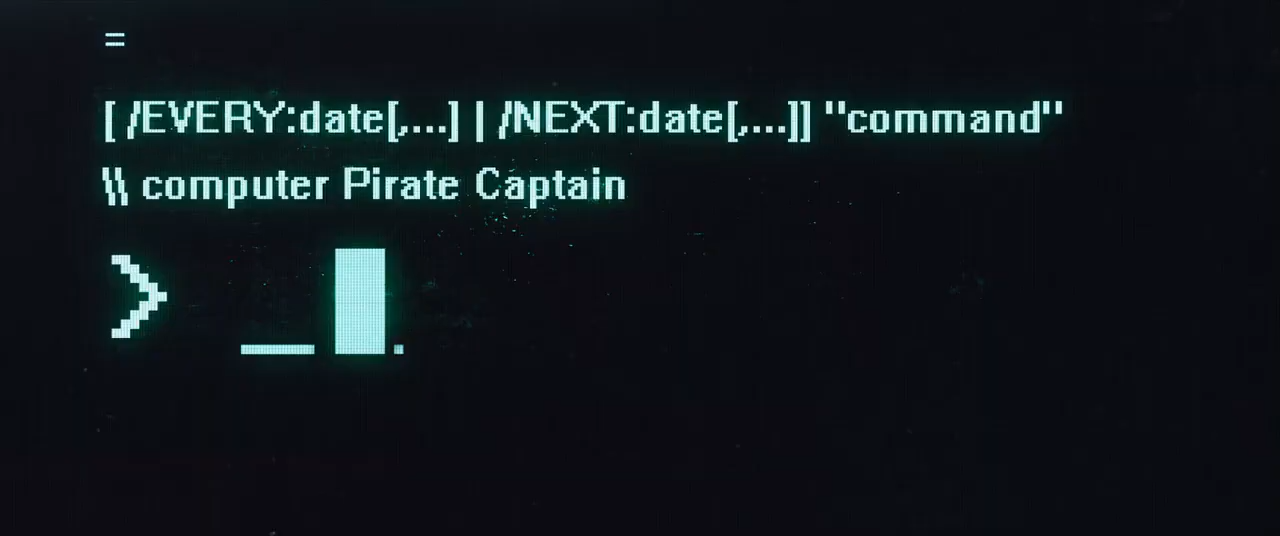 =
[ /EVERY:date[,...] | /NEXT:date[,...]] "command"
\\ computer Pirate Captain
> _█.